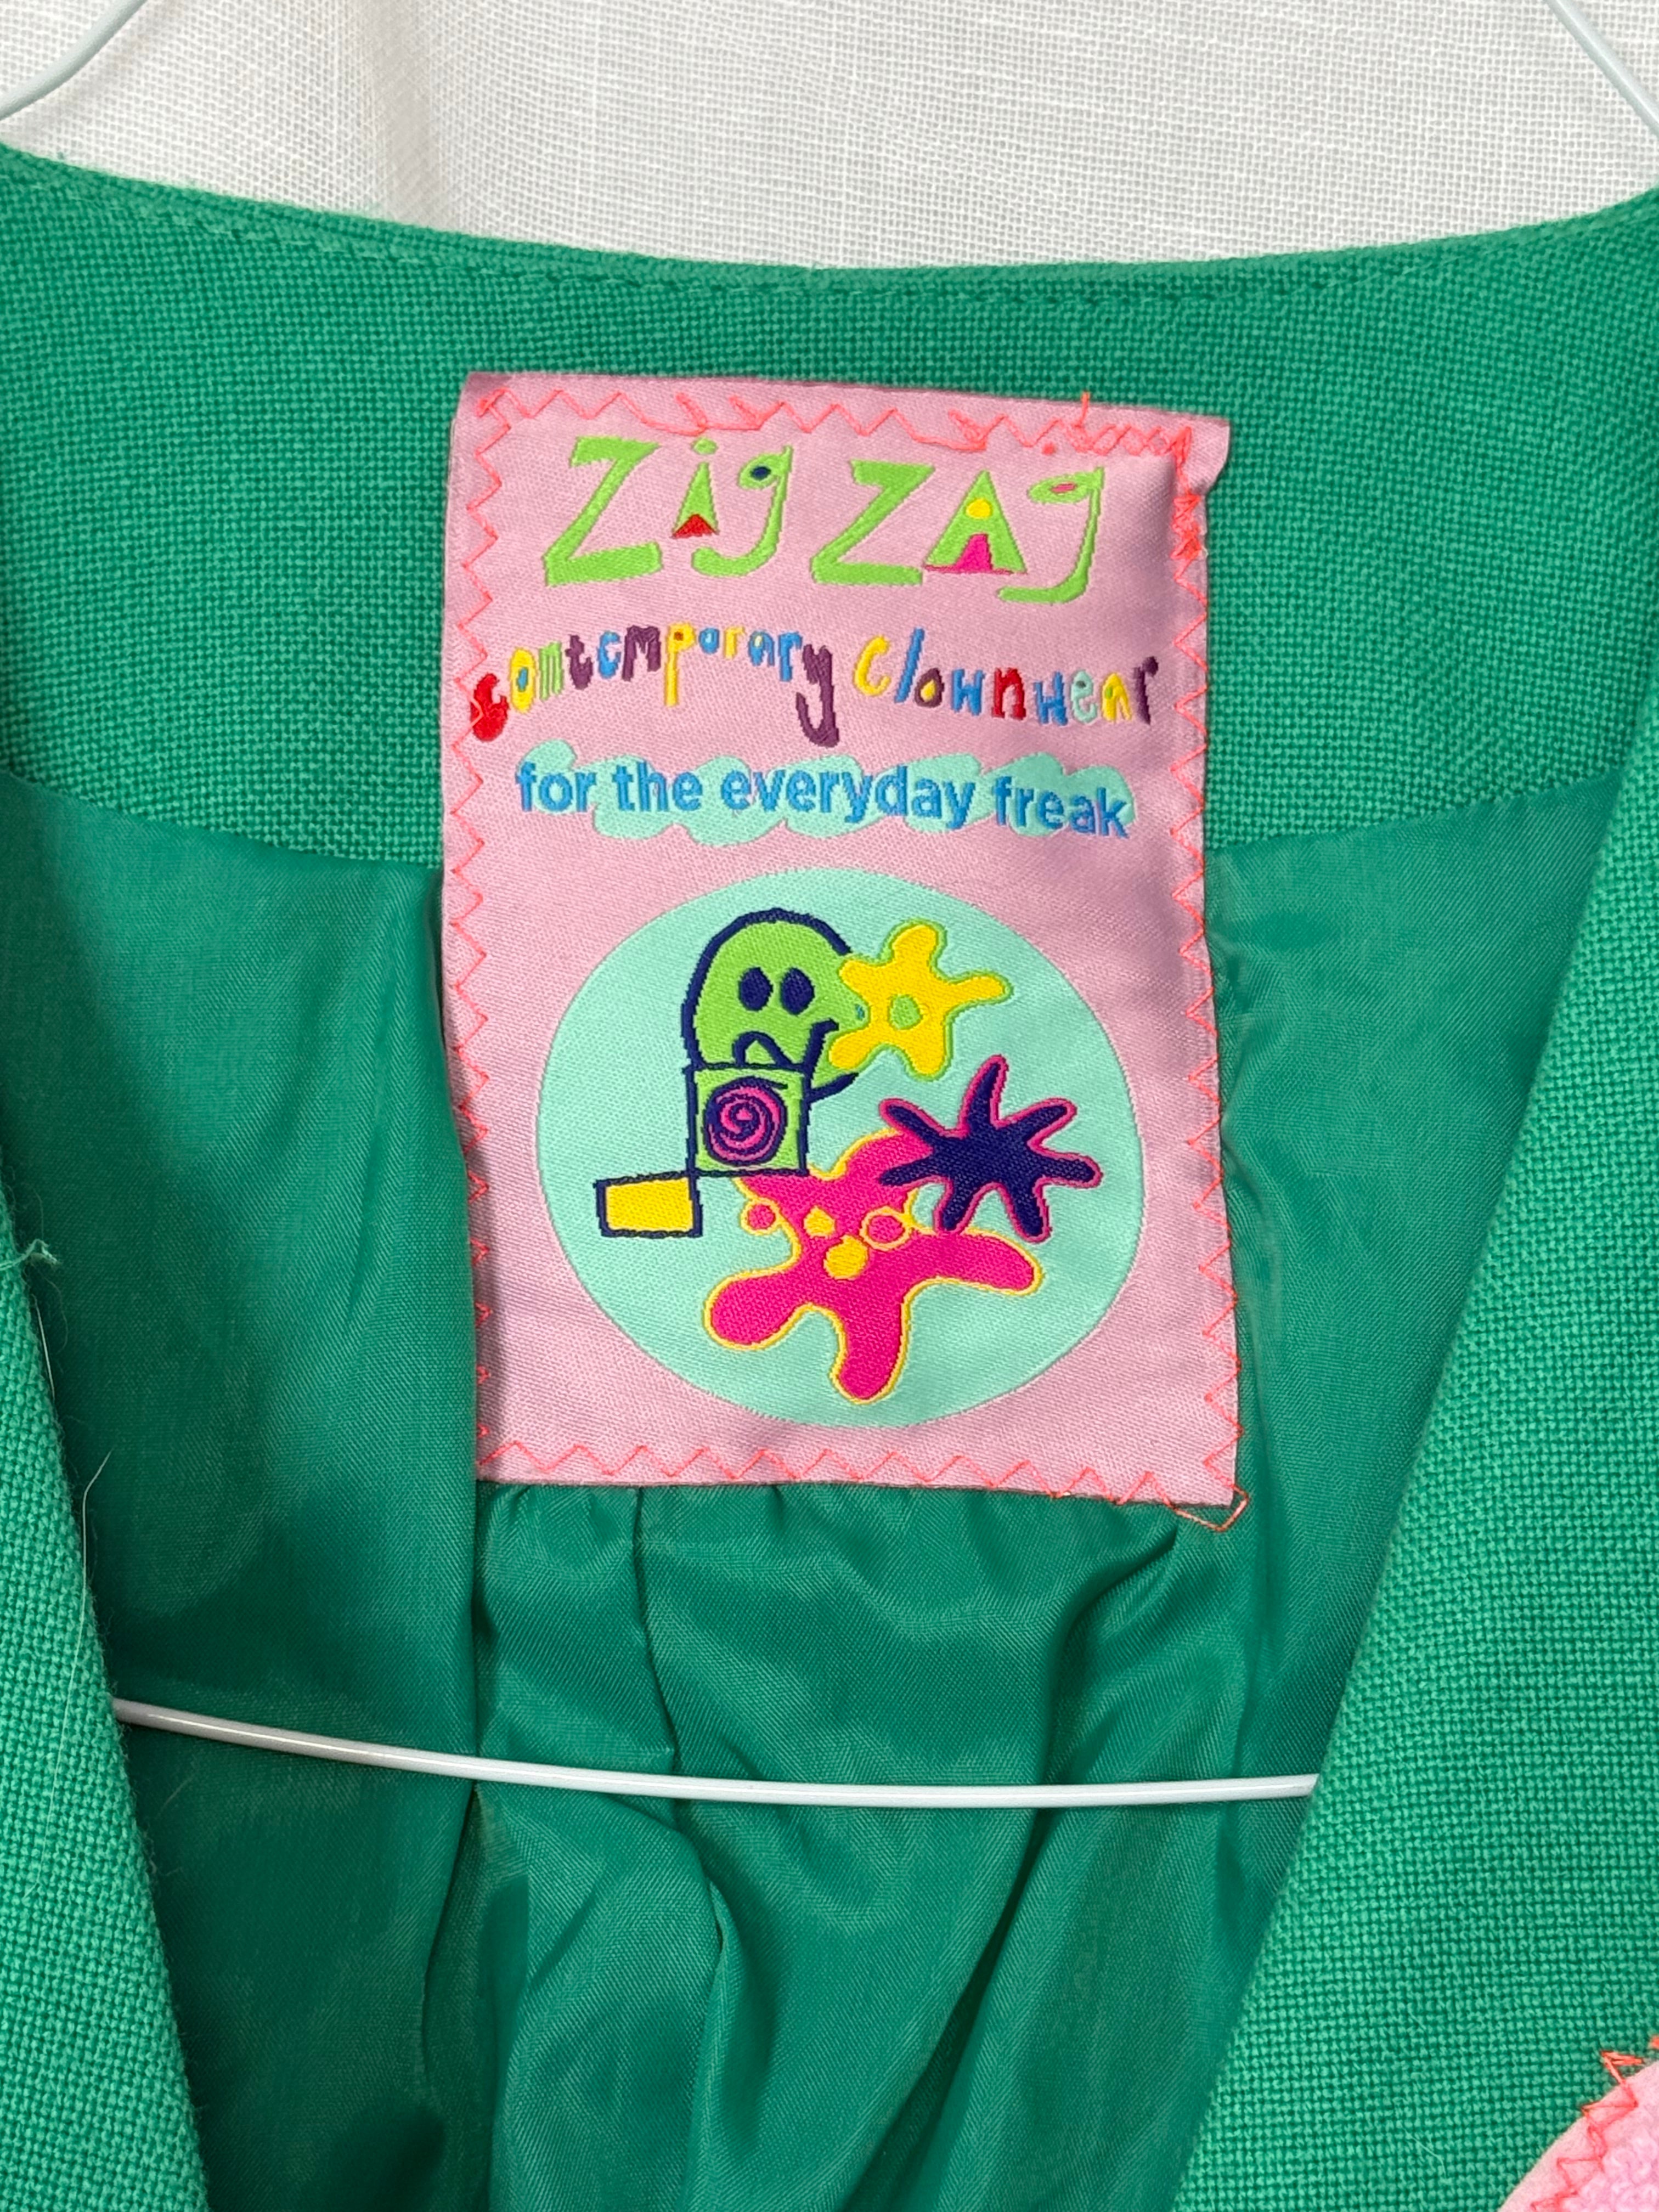 Zig ZAg
contemporary clownwear
for the everyday freak